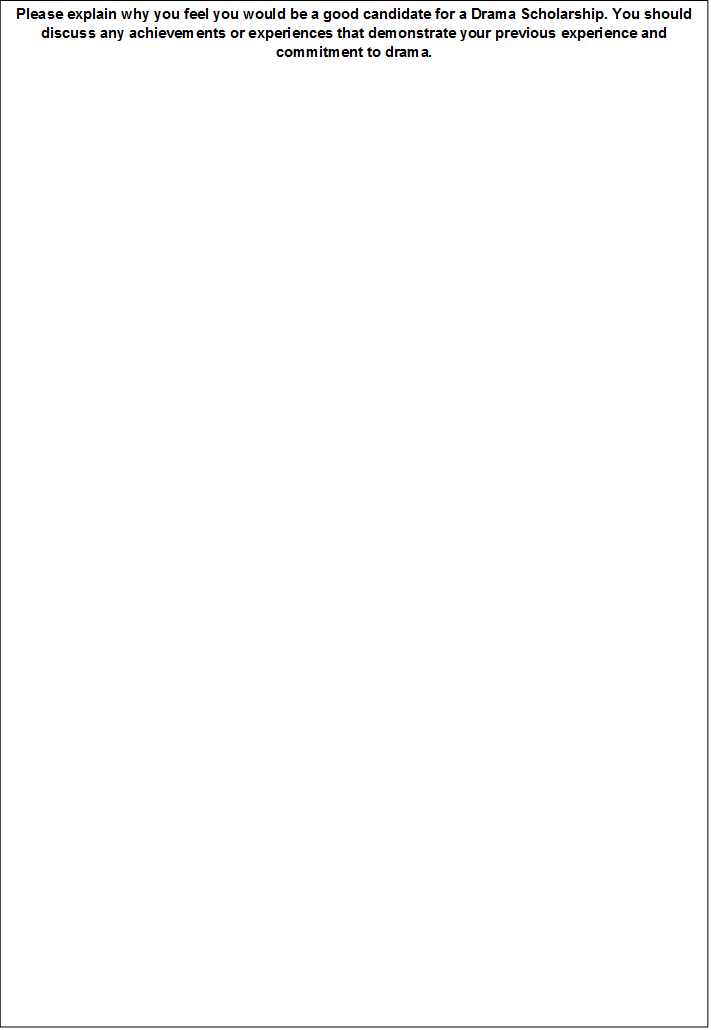 Please explain why you feel you would be a good candidate for a Drama Scholarship. You should
discuss any achievements or experiences that demonstrate your previous experience and
commitment to drama.